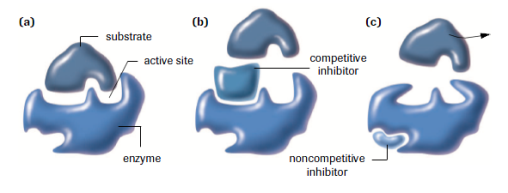 (a)
substrate
active site
enzyme
(b)
competitive
inhibitor
(c)
noncompetitive
inhibitor